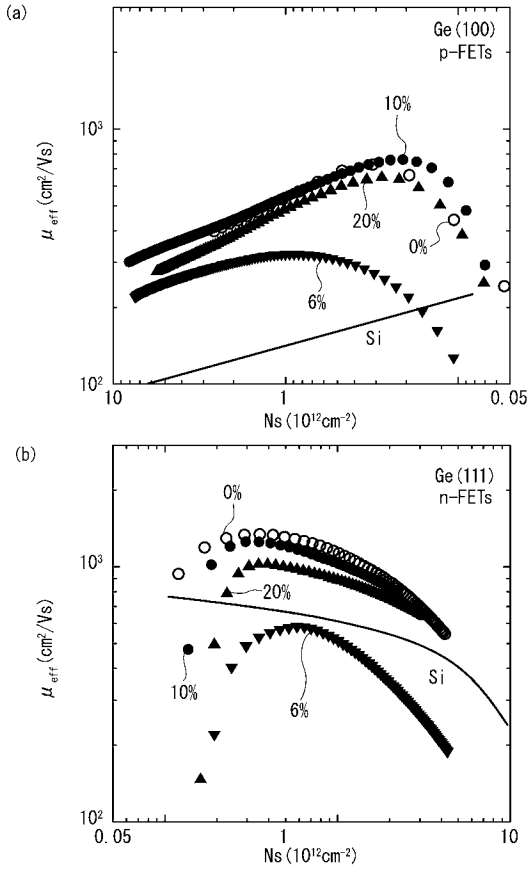 (a)
Ge(100)
p-FETs
10%
10³
20%
0%
6%
Si
10²
μeff(cm²/Vs)
10 1 0.05
Ns(10¹²cm⁻²)
(b)
Ge(111)
n-FETs
0%
10³
20%
Si
10%
6%
10²
μeff(cm²/Vs)
0.05 1 10
Ns(10¹²cm⁻²)